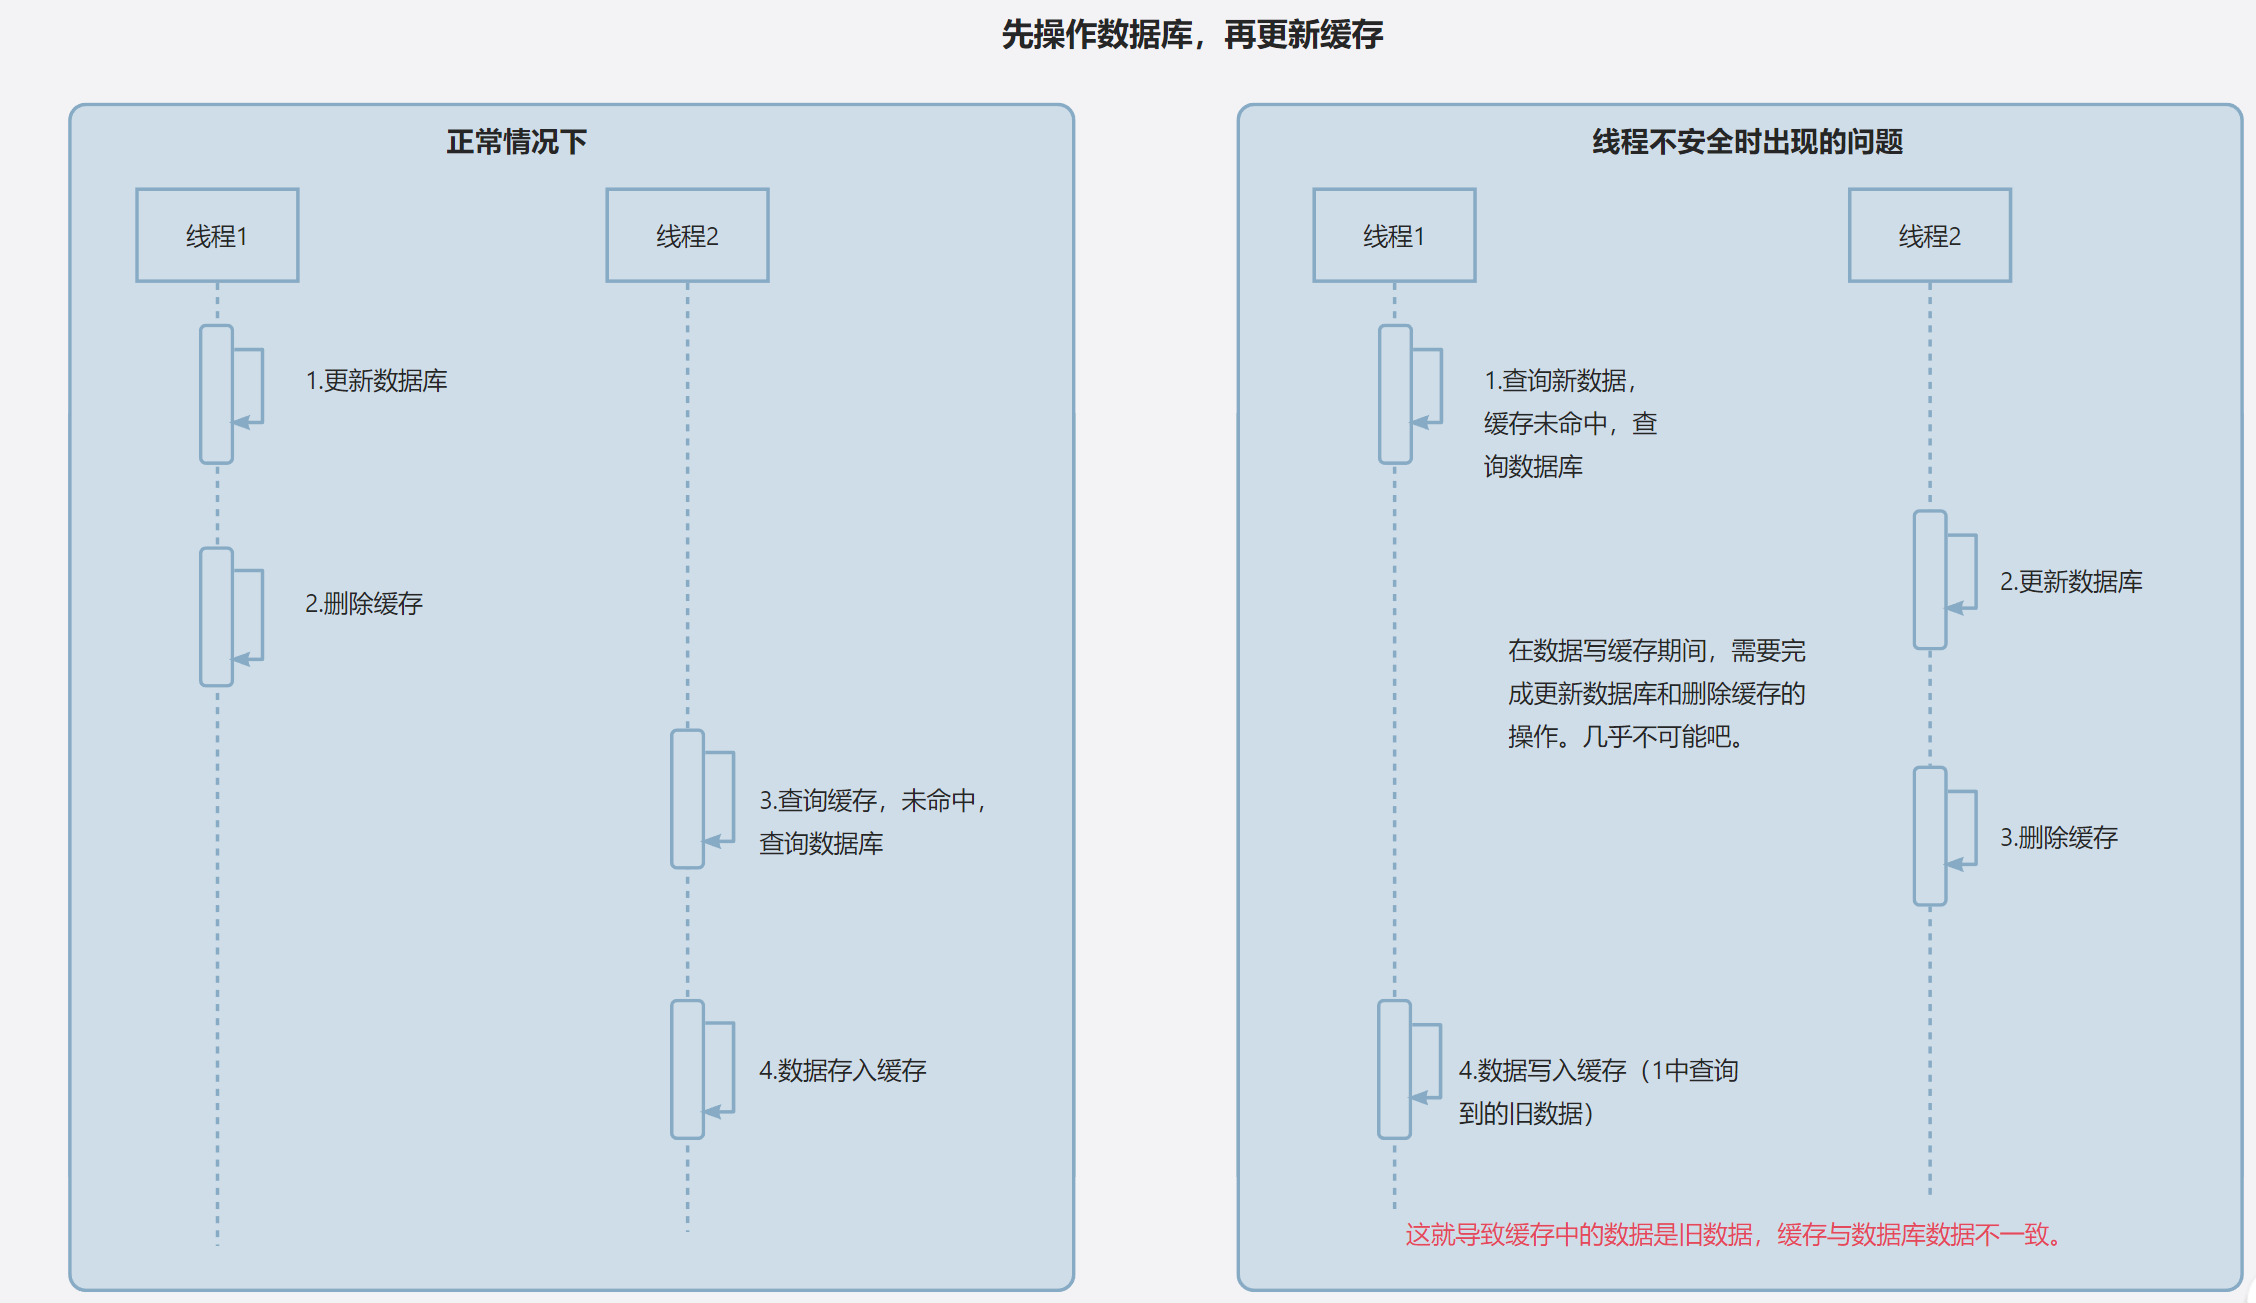 先操作数据库，再更新缓存
正常情况下
线程1
线程2
1.更新数据库
2.删除缓存
3.查询缓存，未命中，
查询数据库
4.数据存入缓存
线程不安全时出现的问题
线程1
线程2
1.查询新数据，
缓存未命中，查
询数据库
2.更新数据库
在数据写缓存期间，需要完
成更新数据库和删除缓存的
操作。几乎不可能吧。
3.删除缓存
4.数据写入缓存（1中查询
到的旧数据）
这就导致缓存中的数据是旧数据，缓存与数据库数据不一致。